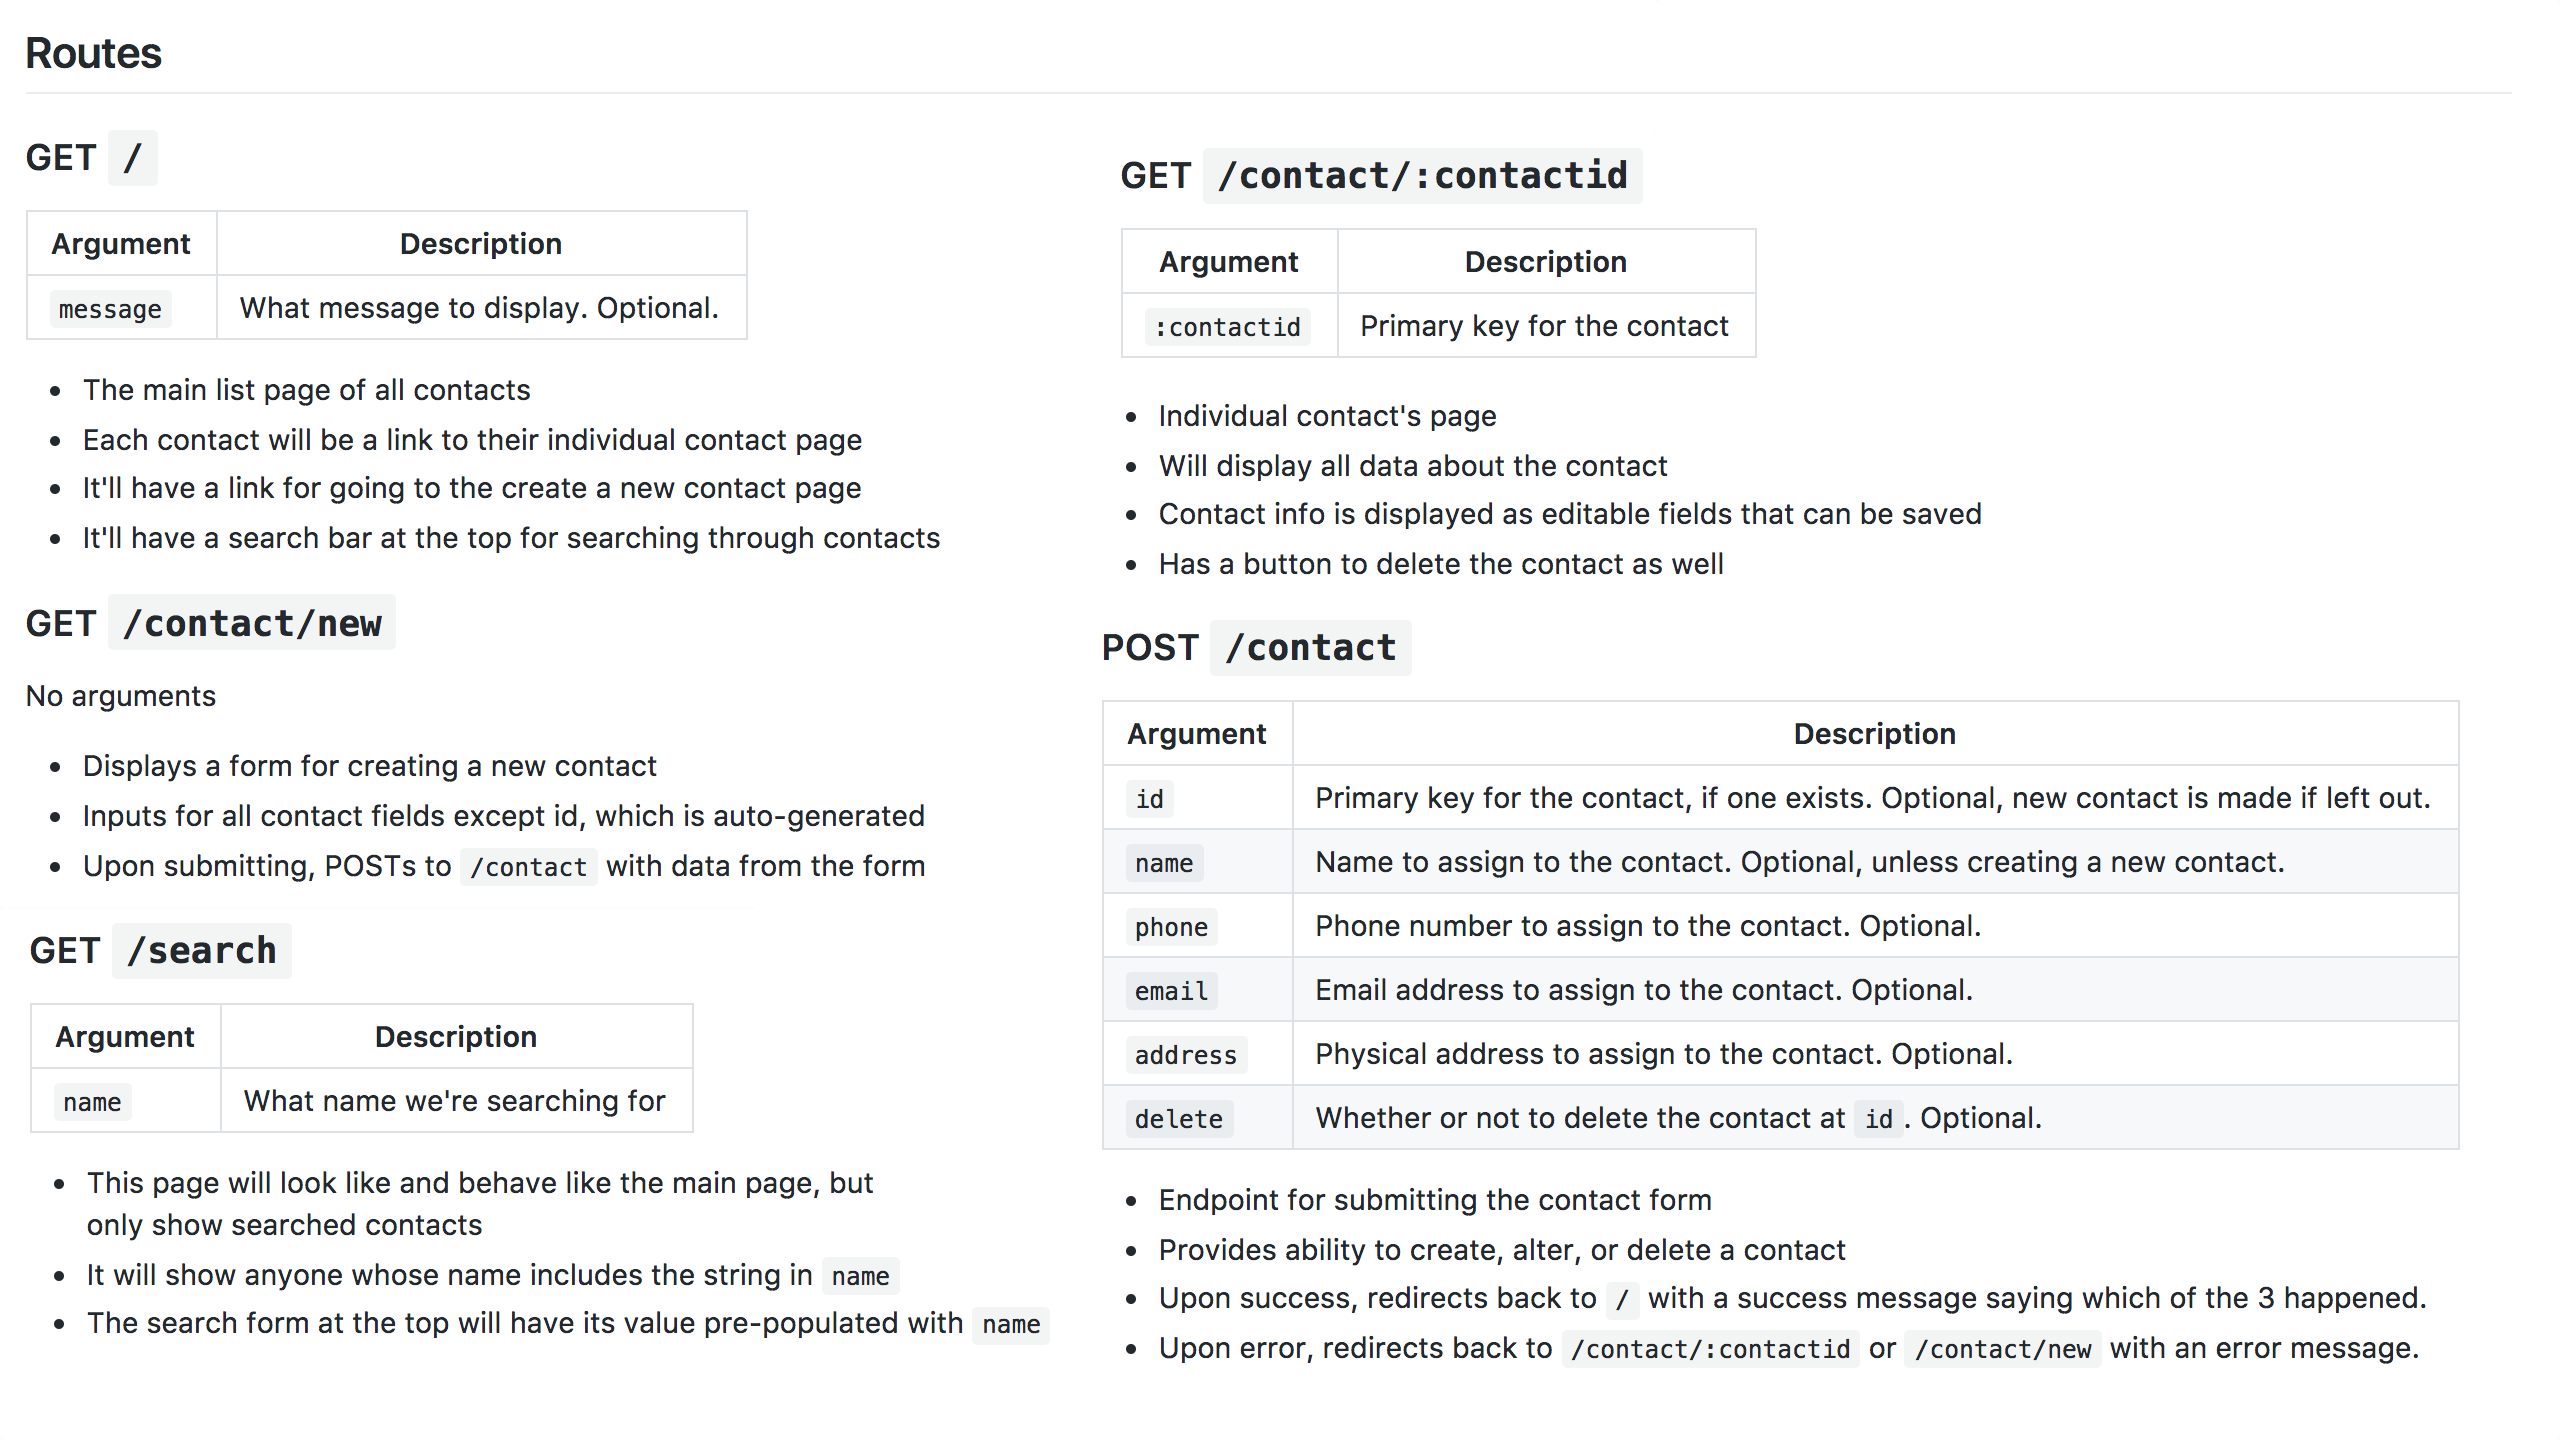 Routes
GET /
Argument Description
message What message to display. Optional.
The main list page of all contacts
Each contact will be a link to their individual contact page
It'll have a link for going to the create a new contact page
It'll have a search bar at the top for searching through contacts
GET /contact/new
No arguments
Displays a form for creating a new contact
Inputs for all contact fields except id, which is auto-generated
Upon submitting, POSTs to /contact with data from the form
GET /search
Argument Description
name What name we're searching for
This page will look like and behave like the main page, but
only show searched contacts
It will show anyone whose name includes the string in name
The search form at the top will have its value pre-populated with name
GET /contact/:contactid
Argument Description
:contactid Primary key for the contact
Individual contact's page
Will display all data about the contact
Contact info is displayed as editable fields that can be saved
Has a button to delete the contact as well
POST /contact
Argument Description
id Primary key for the contact, if one exists. Optional, new contact is made if left out.
name Name to assign to the contact. Optional, unless creating a new contact.
phone Phone number to assign to the contact. Optional.
email Email address to assign to the contact. Optional.
address Physical address to assign to the contact. Optional.
delete Whether or not to delete the contact at id. Optional.
Endpoint for submitting the contact form
Provides ability to create, alter, or delete a contact
Upon success, redirects back to / with a success message saying which of the 3 happened.
Upon error, redirects back to /contact/:contactid or /contact/new with an error message.